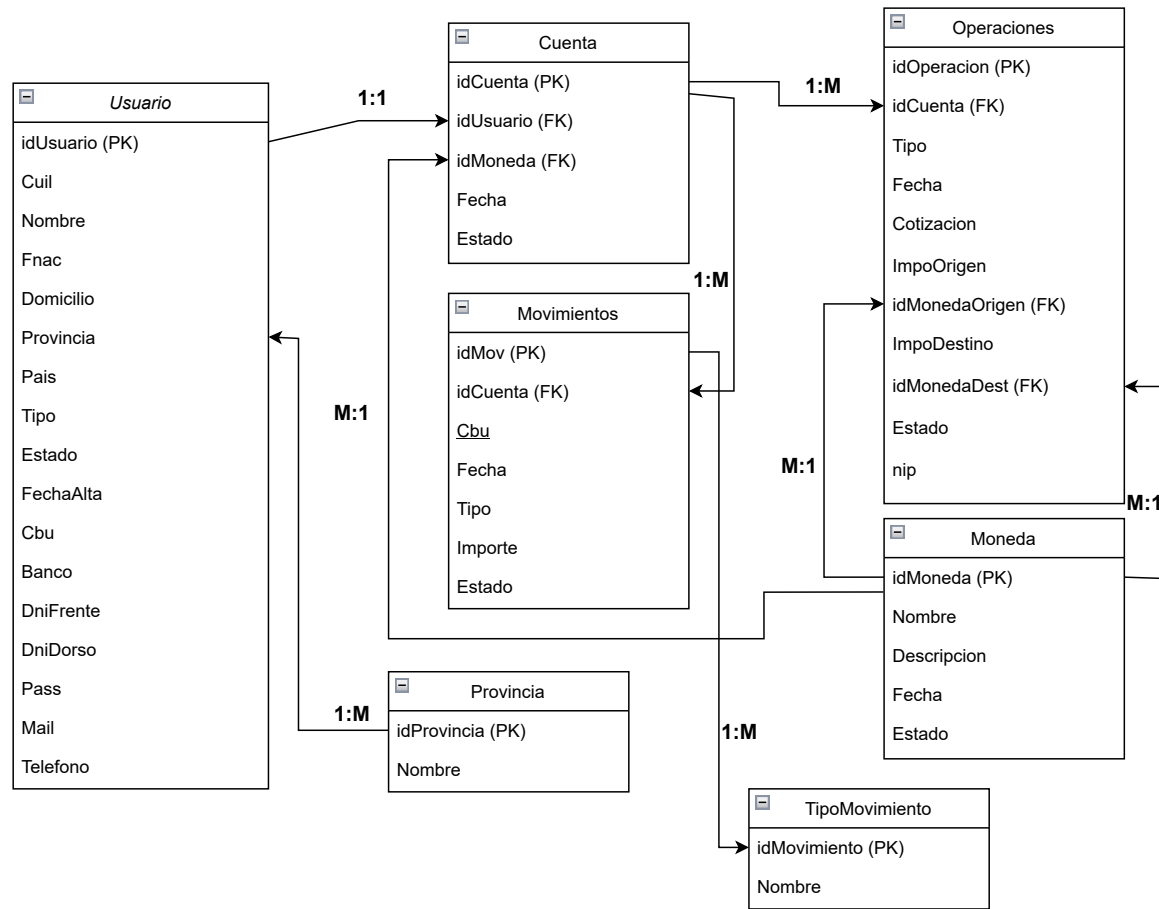 Usuario
idUsuario (PK)
Cuil
Nombre
Fnac
Domicilio
Provincia
Pais
Tipo
Estado
FechaAlta
Cbu
Banco
DniFrente
DniDorso
Pass
Mail
Telefono
1:1
Cuenta
idCuenta (PK)
idUsuario (FK)
idMoneda (FK)
Fecha
Estado
1:M
1:M
Movimientos
idMov (PK)
idCuenta (FK)
Cbu
Fecha
Tipo
Importe
Estado
M:1
Operaciones
idOperacion (PK)
idCuenta (FK)
Tipo
Fecha
Cotizacion
ImpoOrigen
idMonedaOrigen (FK)
ImpoDestino
idMonedaDest (FK)
Estado
nip
M:1
M:1
Moneda
idMoneda (PK)
Nombre
Descripcion
Fecha
Estado
Provincia
idProvincia (PK)
Nombre
1:M
1:M
TipoMovimiento
idMovimiento (PK)
Nombre